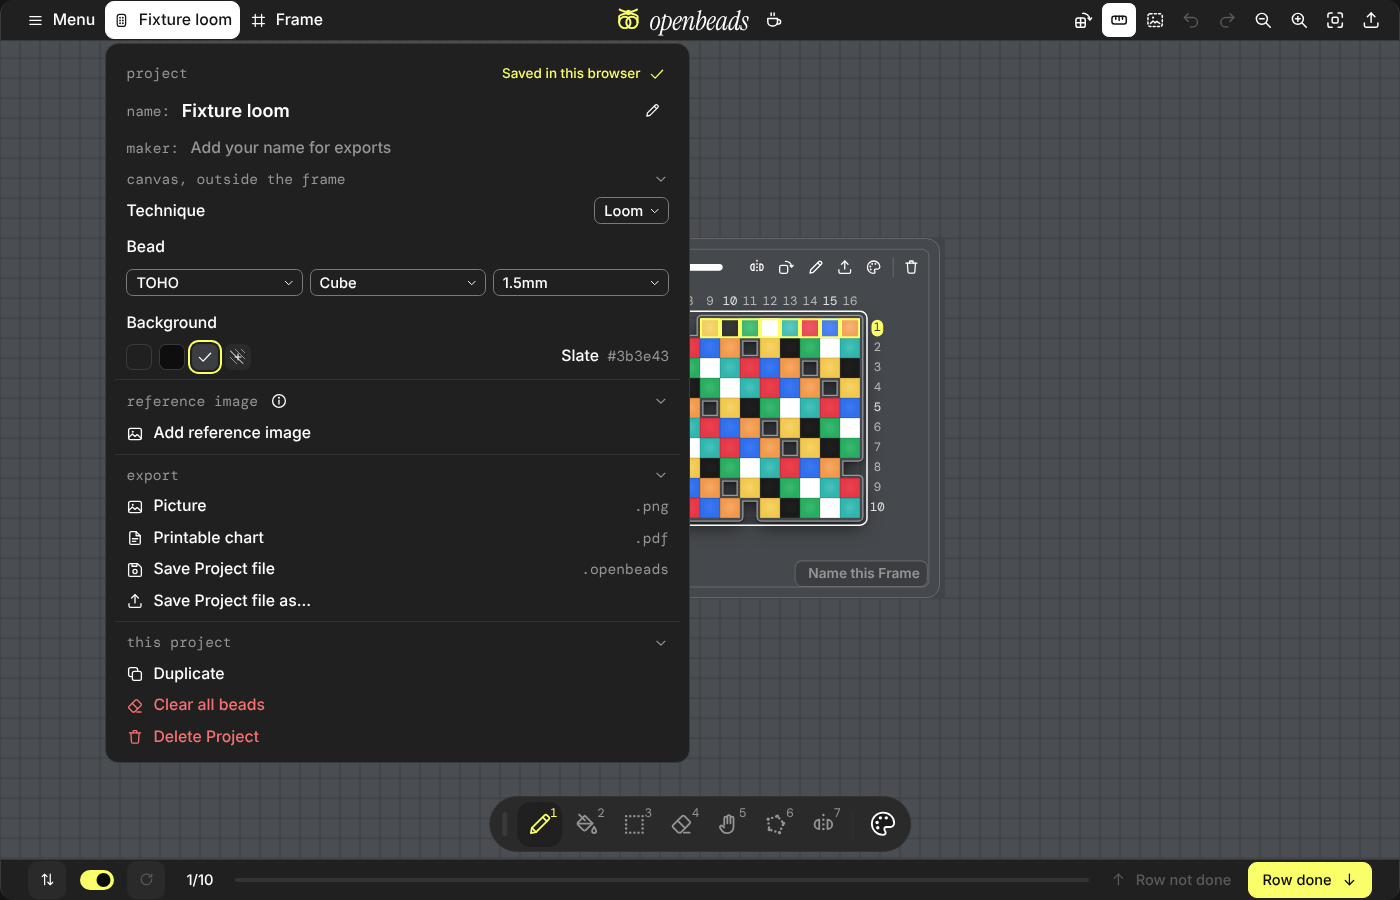 Menu
Fixture loom
Frame
openbeads
project
Saved in this browser
name: Fixture loom
maker: Add your name for exports
canvas, outside the frame
Technique
Loom
Bead
TOHO
Cube
1.5mm
Background
Slate #3b3e43
reference image
Add reference image
export
Picture .png
Printable chart .pdf
Save Project file .openbeads
Save Project file as...
this project
Duplicate
Clear all beads
Delete Project
9 10 11 12 13 14 15 16
1
2
3
4
5
6
7
8
9
10
Name this Frame
1 2 3 4 5 6 7
1/10
Row not done
Row done